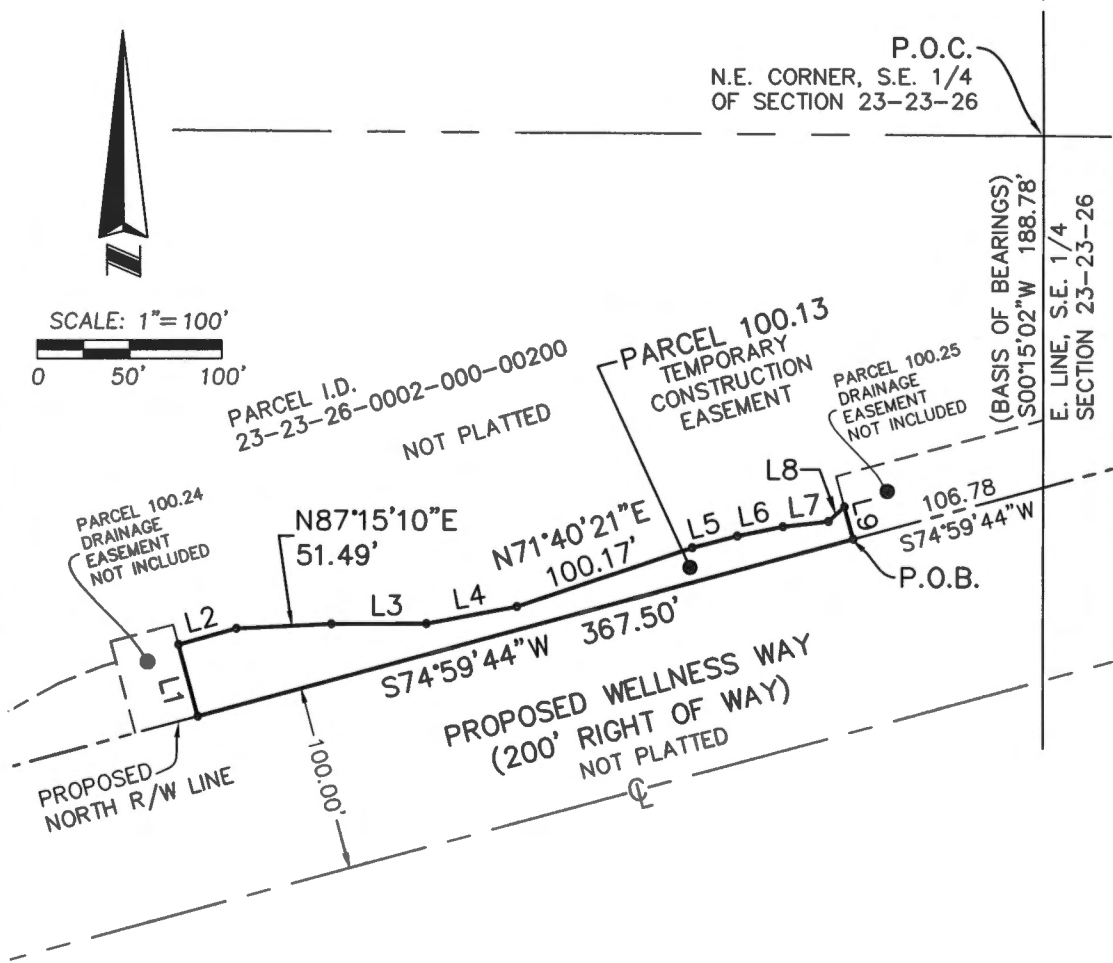 P.O.C.
N.E. CORNER, S.E. 1/4
OF SECTION 23-23-26
N
SCALE: 1"=100'
0 50' 100'
(BASIS OF BEARINGS)
S00°15'02"W 188.78'
E. LINE, S.E. 1/4
SECTION 23-23-26
PARCEL I.D.
23-23-26-0002-000-00200
NOT PLATTED
PARCEL 100.13
TEMPORARY
CONSTRUCTION
EASEMENT
PARCEL 100.25
DRAINAGE
EASEMENT
NOT INCLUDED
PARCEL 100.24
DRAINAGE
EASEMENT
NOT INCLUDED
N87°15'10"E
51.49'
N71°40'21"E
100.17'
L1
L2
L3
L4
L5
L6
L7
L8
L9
106.78
S74°59'44"W
P.O.B.
S74°59'44"W 367.50'
PROPOSED WELLNESS WAY
(200' RIGHT OF WAY)
NOT PLATTED
PROPOSED
NORTH R/W LINE
100.00'
℄